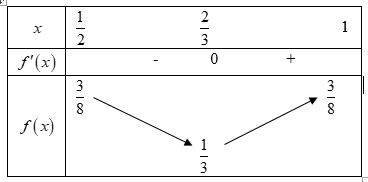 x 1/2 2/3 1
f'(x) - 0 +
f(x) 3/8 1/3 3/8